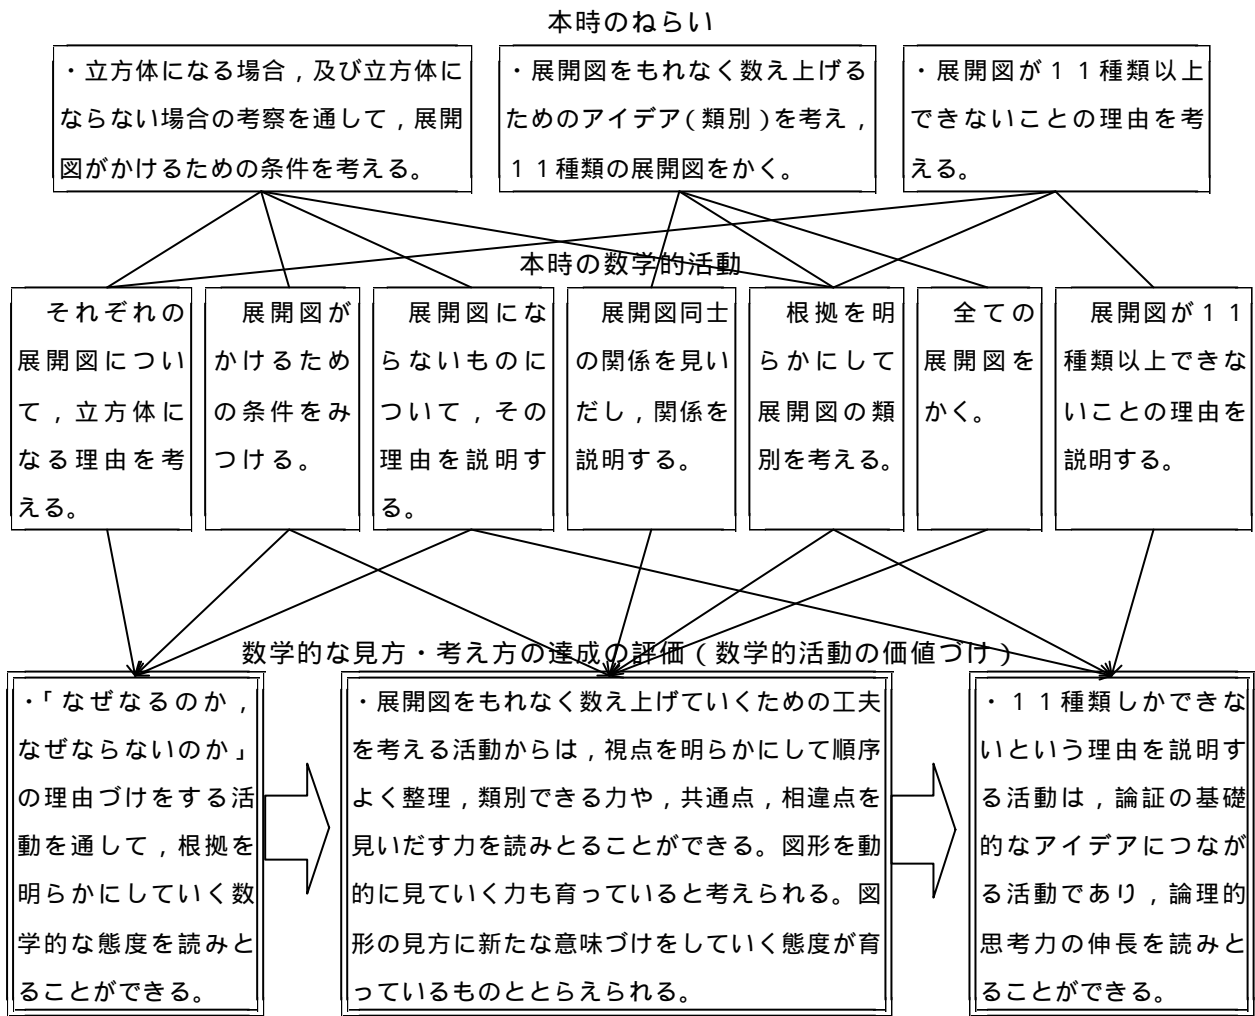 本時のねらい
・立方体になる場合，及び立方体に
ならない場合の考察を通して，展開
図がかけるための条件を考える。
・展開図をもれなく数え上げる
ためのアイデア(類別)を考え，
１１種類の展開図をかく。
・展開図が１１種類以上
できないことの理由を考
える。
本時の数学的活動
それぞれの
展開図につい
て，立方体に
なる理由を考
える。
展開図が
かけるため
の条件をみ
つける。
展開図にな
らないものに
ついて，その
理由を説明す
る。
展開図同士
の関係を見い
だし，関係を
説明する。
根拠を明
らかにして
展開図の類
別を考える。
全ての
展開図を
かく。
展開図が１１
種類以上できな
いことの理由を
説明する。
数学的な見方・考え方の達成の評価（数学的活動の価値づけ）
・「なぜなるのか，
なぜならないのか」
の理由づけをする活
動を通して，根拠を
明らかにしていく数
学的な態度を読みと
ることができる。
・展開図をもれなく数え上げていくための工夫
を考える活動からは，視点を明らかにして順序
よく整理，類別できる力や，共通点，相違点を
見いだす力を読みとることができる。図形を動
的に見ていく力も育っていると考えられる。図
形の見方に新たな意味づけをしていく態度が育
っているものととらえられる。
・１１種類しかできな
いという理由を説明す
る活動は，論証の基礎
的なアイデアにつなが
る活動であり，論理的
思考力の伸長を読みと
ることができる。